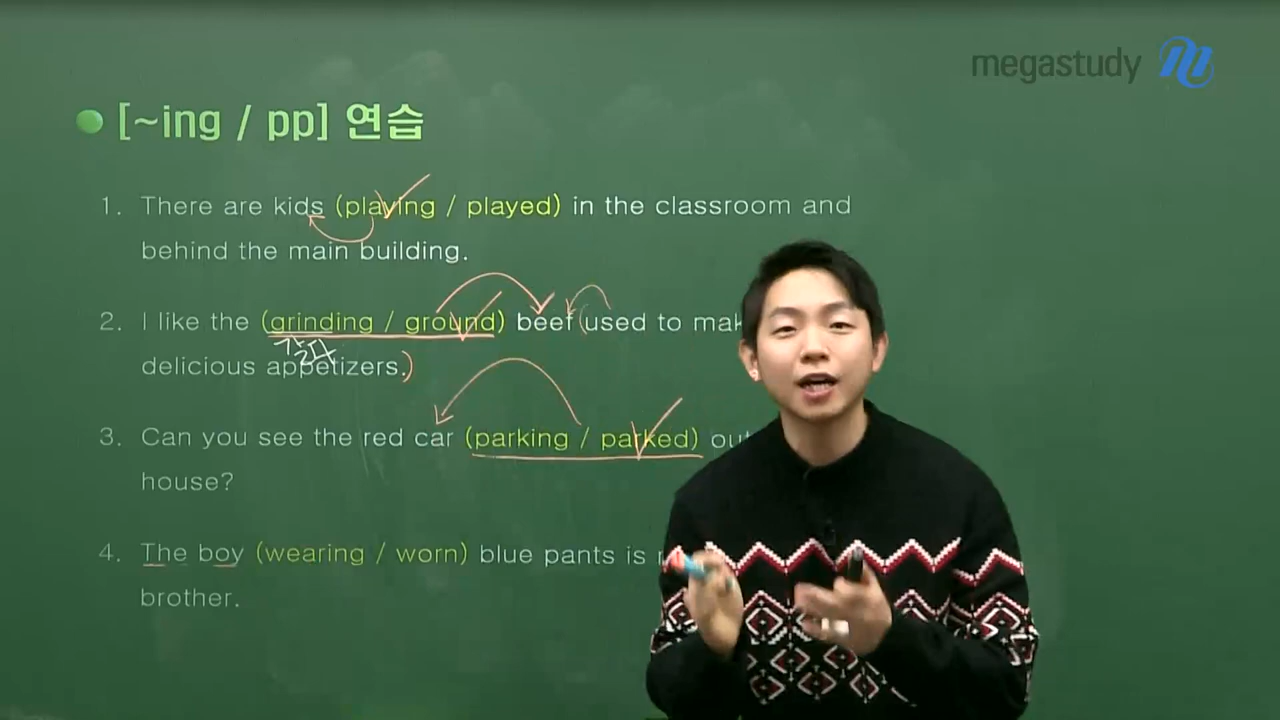 megastudy
[~ing / pp] 연습
1. There are kids (playing / played) in the classroom and
behind the main building.
2. I like the (grinding / ground) beef used to mak
delicious appetizers.
3. Can you see the red car (parking / parked) out
house?
4. The boy (wearing / worn) blue pants is
brother.